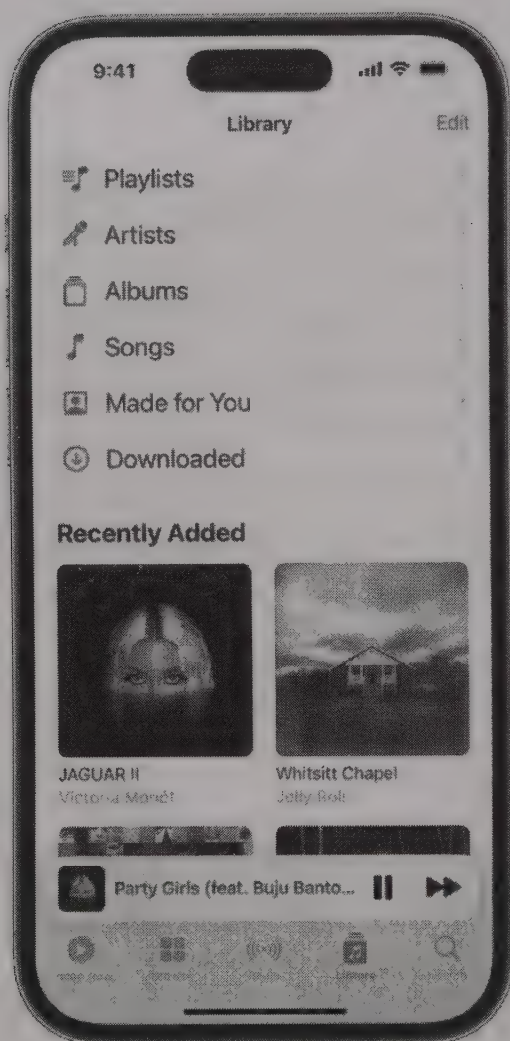 9:41
Library
Edit
Playlists
Artists
Albums
Songs
Made for You
Downloaded
Recently Added
JAGUAR II
Victoria Monét
Whitsitt Chapel
Jelly Roll
Party Girls (feat. Buju Banto...